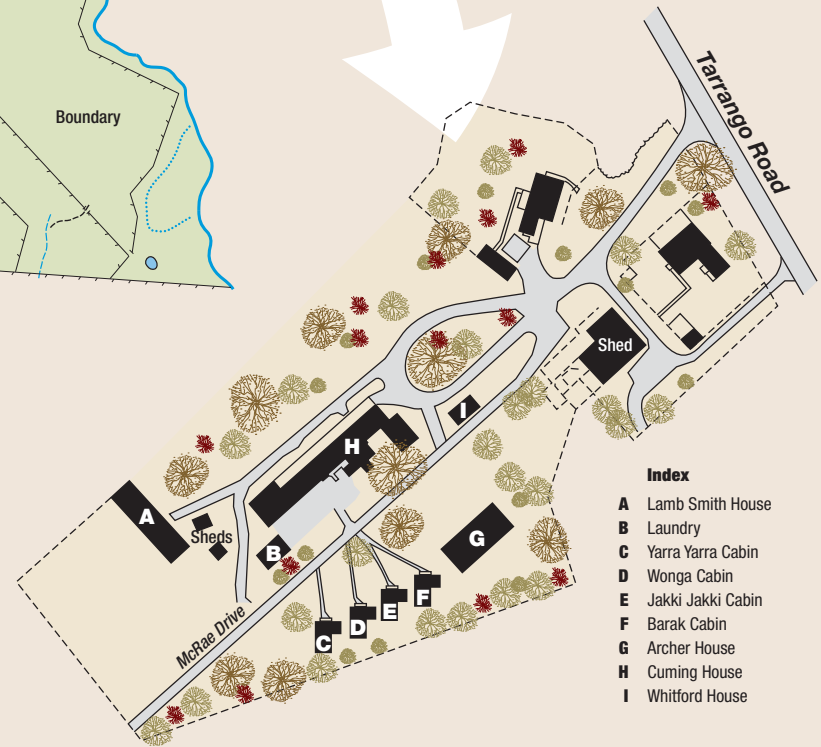 Boundary
Tarrango Road
Shed
I
H
A
Sheds
B
G
F
E
D
C
McRae Drive
Index
A Lamb Smith House
B Laundry
C Yarra Yarra Cabin
D Wonga Cabin
E Jakki Jakki Cabin
F Barak Cabin
G Archer House
H Cuming House
I Whitford House